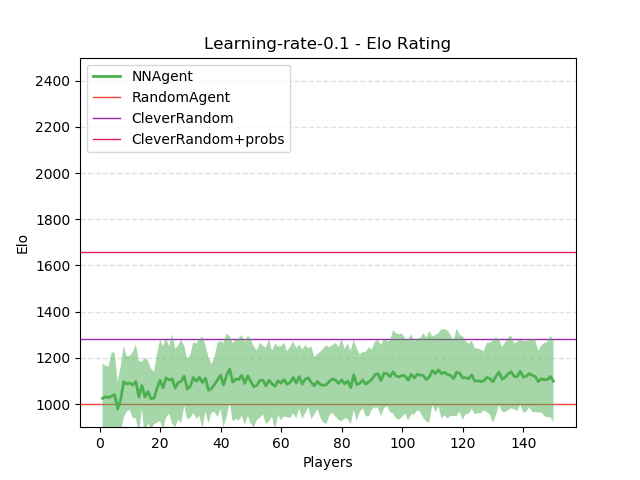 Learning-rate-0.1 - Elo Rating
NNAgent
RandomAgent
CleverRandom
CleverRandom+probs
2400
2200
2000
1800
1600
1400
1200
1000
Elo
0 20 40 60 80 100 120 140
Players